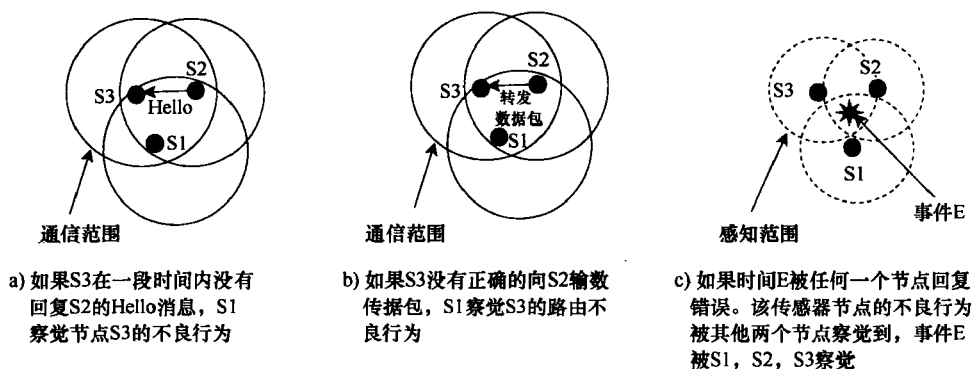 S2
S3
Hello
S1
通信范围
a) 如果S3在一段时间内没有
回复S2的Hello消息，S1
察觉节点S3的不良行为
S2
S3
转发
数据包
S1
通信范围
b) 如果S3没有正确的向S2输数
传据包，S1察觉S3的路由不
良行为
S2
S3
S1
事件E
感知范围
c) 如果时间E被任何一个节点回复
错误。该传感器节点的不良行为
被其他两个节点察觉到，事件E
被S1，S2，S3察觉